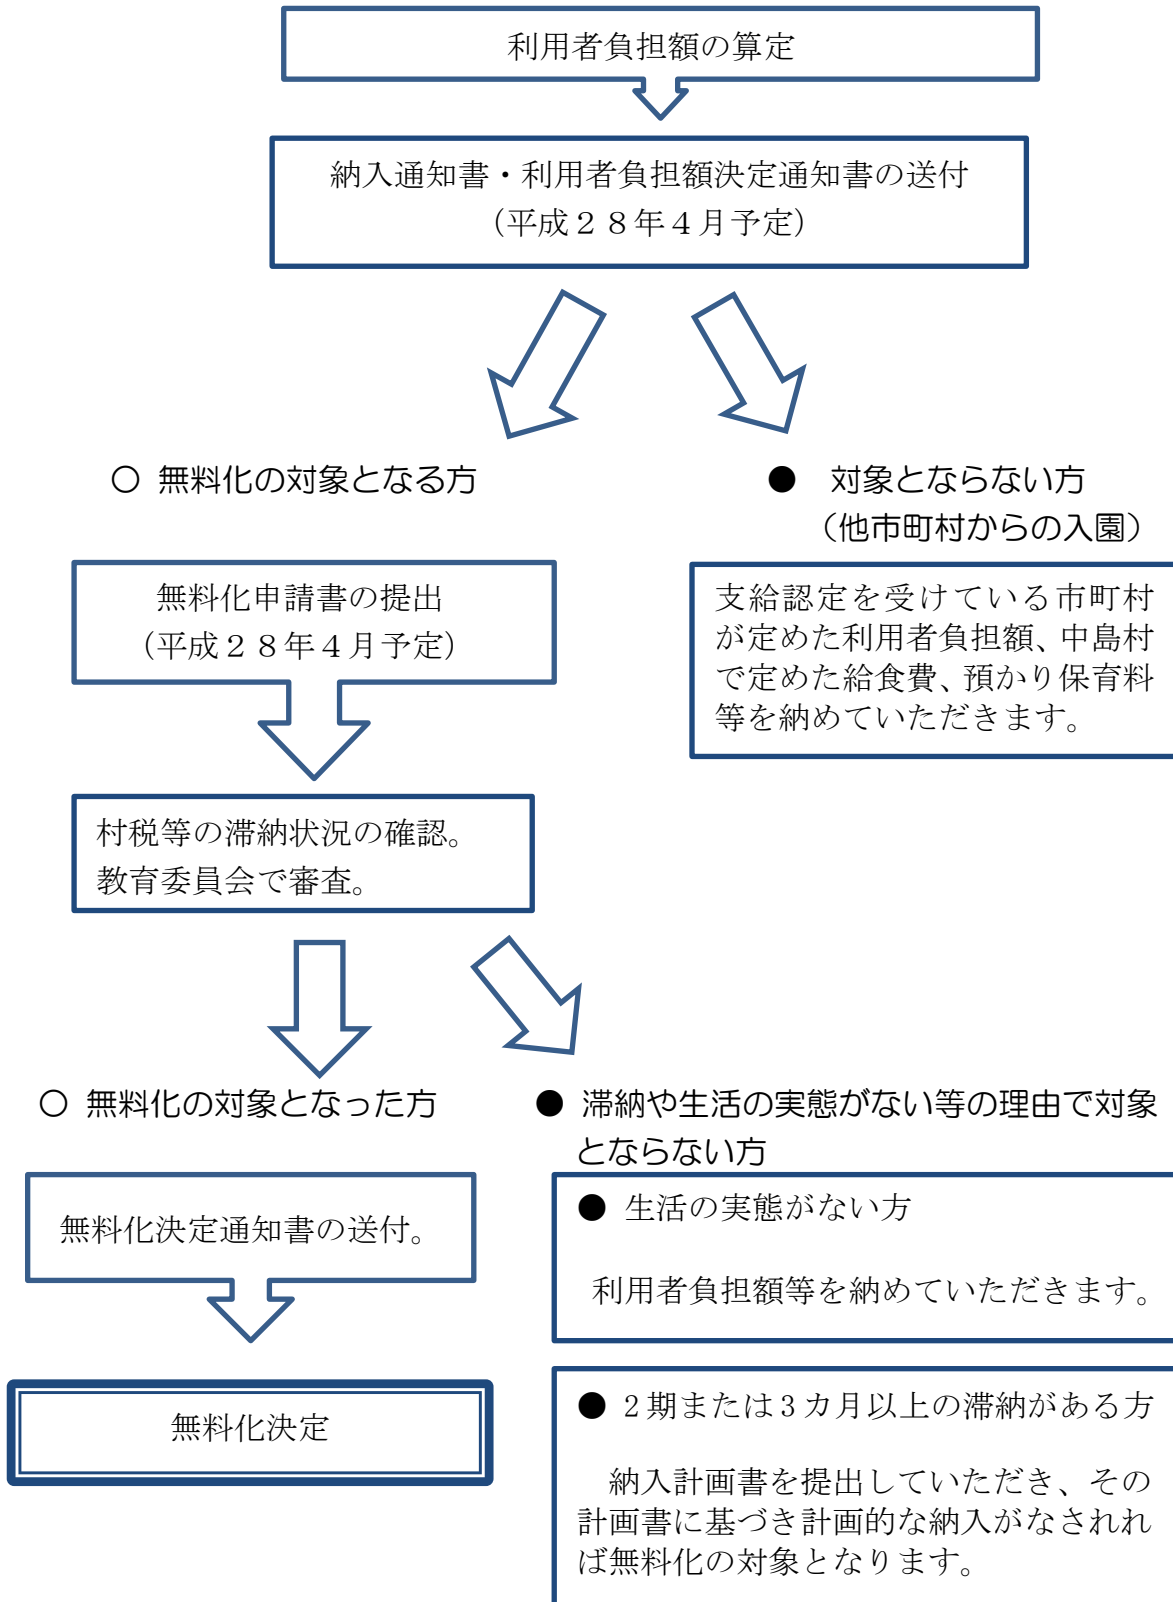 利用者負担額の算定
納入通知書・利用者負担額決定通知書の送付
（平成２８年４月予定）
○ 無料化の対象となる方
● 対象とならない方
（他市町村からの入園）
無料化申請書の提出
（平成２８年４月予定）
支給認定を受けている市町村
が定めた利用者負担額、中島村
で定めた給食費、預かり保育料
等を納めていただきます。
村税等の滞納状況の確認。
教育委員会で審査。
○ 無料化の対象となった方
● 滞納や生活の実態がない等の理由で対象
とならない方
無料化決定通知書の送付。
● 生活の実態がない方
利用者負担額等を納めていただきます。
無料化決定
● 2期または3カ月以上の滞納がある方
納入計画書を提出していただき、その
計画書に基づき計画的な納入がなされれ
ば無料化の対象となります。